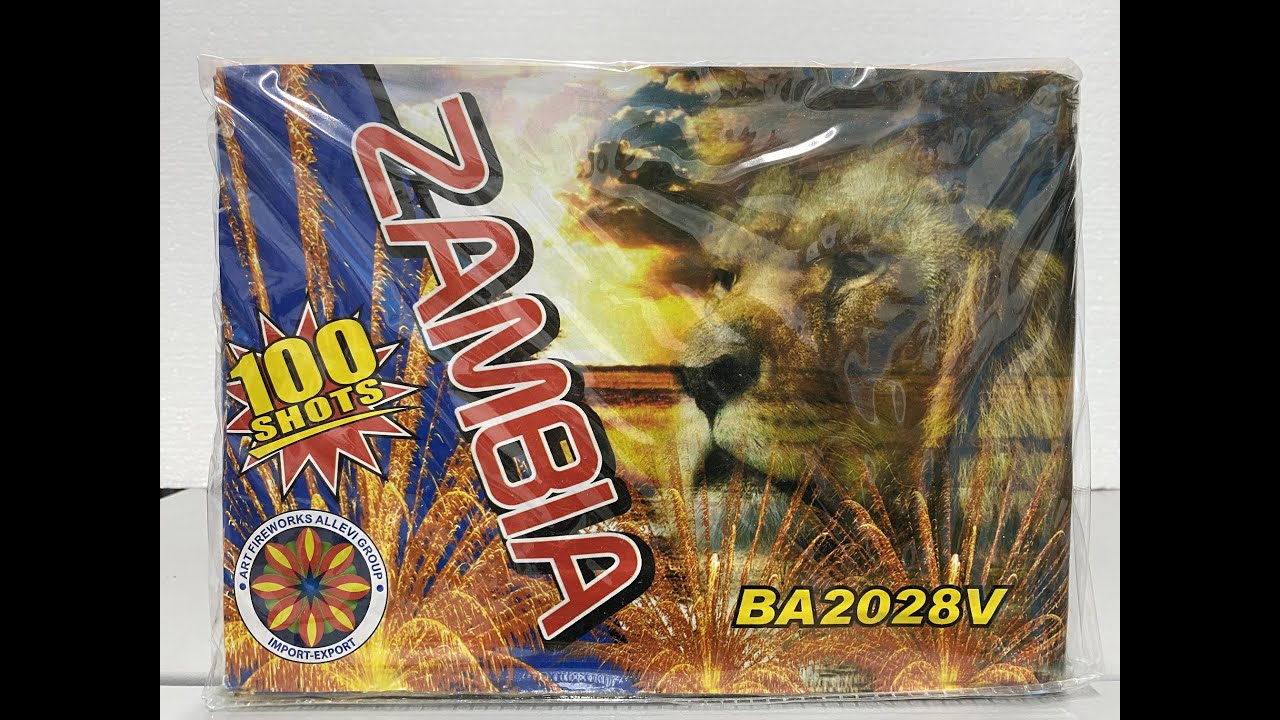 ZAMBIA
100
SHOTS
ART FIREWORKS ALLEVI GROUP
IMPORT-EXPORT
BA2028V